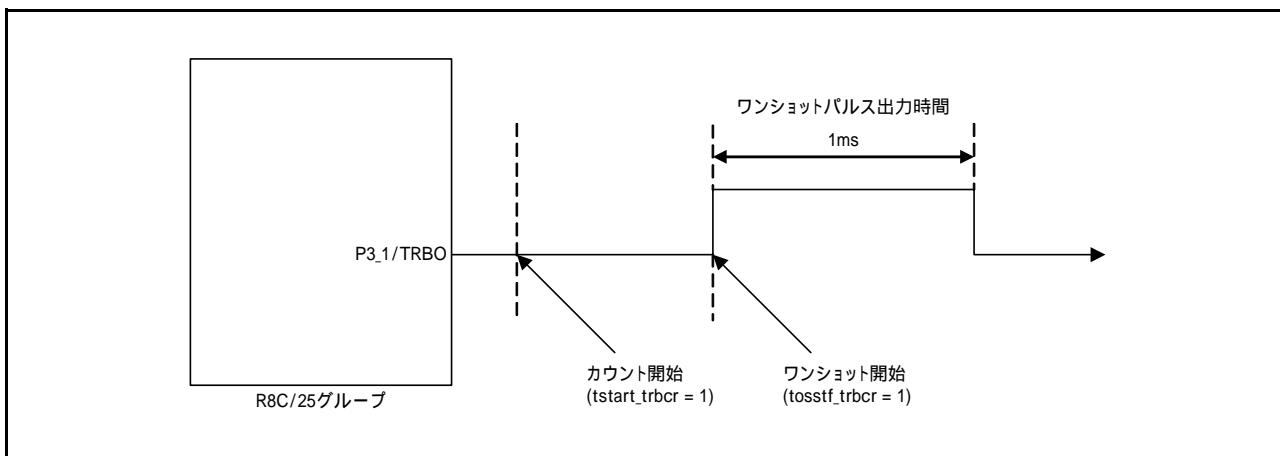 ワンショットパルス出力時間
1ms
P3_1/TRBO
カウント開始
(tstart_trbcr = 1)
ワンショット開始
(tosstf_trbcr = 1)
R8C/25グループ